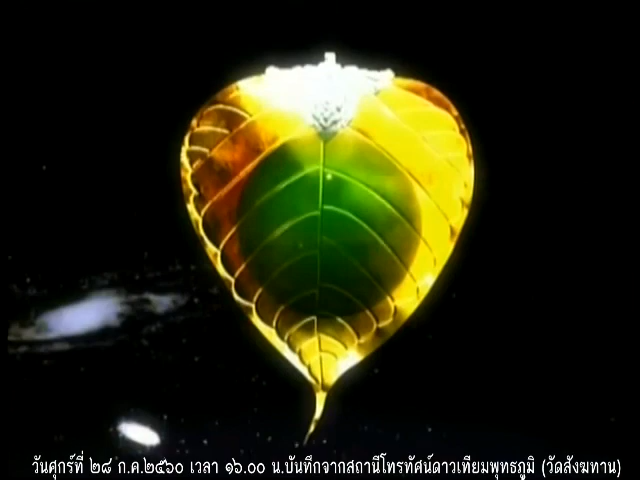 วันศุกร์ที่ ๒๘ ก.ค.๒๕๖๐ เวลา ๑๖.๐๐ น.บันทึกจากสถานีโทรทัศน์ดาวเทียมพุทธภูมิ (วัดสังฆทาน)